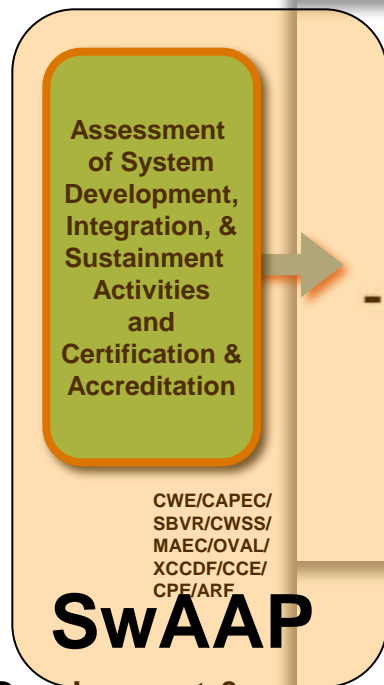 Assessment
of System
Development,
Integration, &
Sustainment
Activities
and
Certification &
Accreditation
CWE/CAPEC/
SBVR/CWSS/
MAEC/OVAL/
XCCDF/CCE/
CPE/ARF
SwAAP